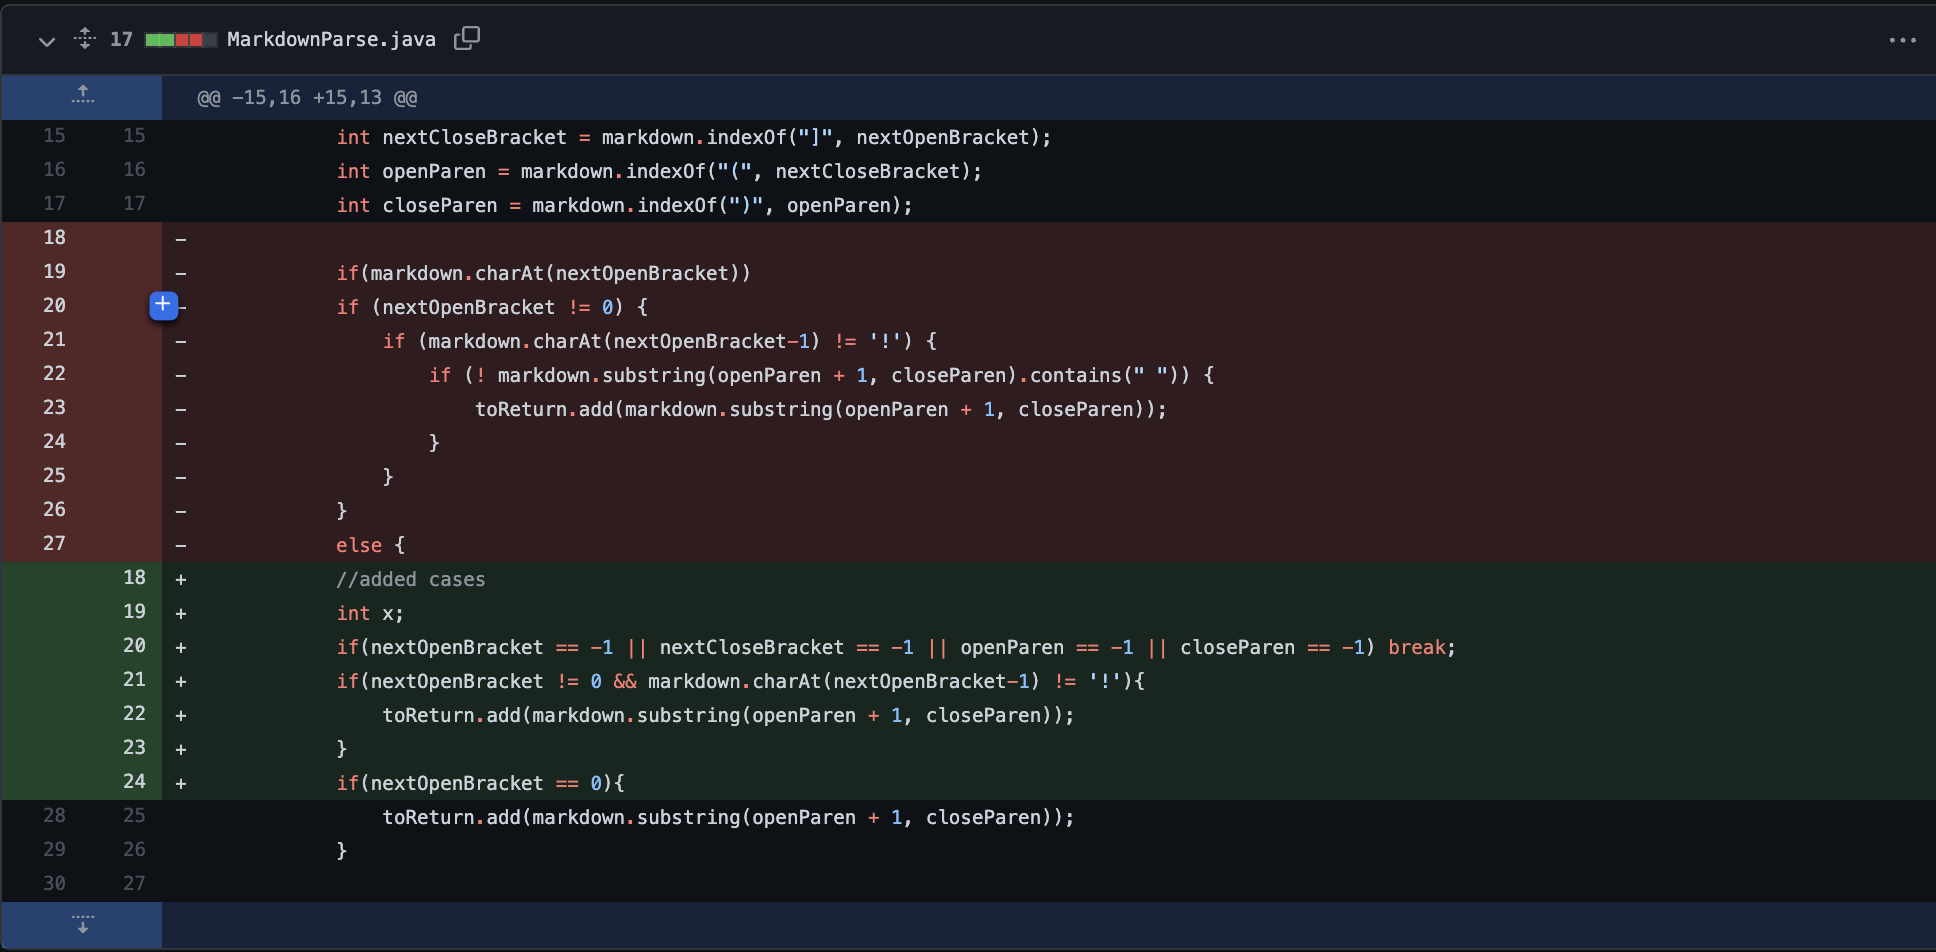 17 MarkdownParse.java
@@ -15,16 +15,13 @@
15 15 int nextCloseBracket = markdown.indexOf("]", nextOpenBracket);
16 16 int openParen = markdown.indexOf("(", nextCloseBracket);
17 17 int closeParen = markdown.indexOf(")", openParen);
18 -
19 - if(markdown.charAt(nextOpenBracket))
20 - if (nextOpenBracket != 0) {
21 - if (markdown.charAt(nextOpenBracket-1) != '!') {
22 - if (! markdown.substring(openParen + 1, closeParen).contains(" ")) {
23 - toReturn.add(markdown.substring(openParen + 1, closeParen));
24 - }
25 - }
26 - }
27 - else {
18 + //added cases
19 + int x;
20 + if(nextOpenBracket == -1 || nextCloseBracket == -1 || openParen == -1 || closeParen == -1) break;
21 + if(nextOpenBracket != 0 && markdown.charAt(nextOpenBracket-1) != '!'){
22 + toReturn.add(markdown.substring(openParen + 1, closeParen));
23 + }
24 + if(nextOpenBracket == 0){
28 25 toReturn.add(markdown.substring(openParen + 1, closeParen));
29 26 }
30 27